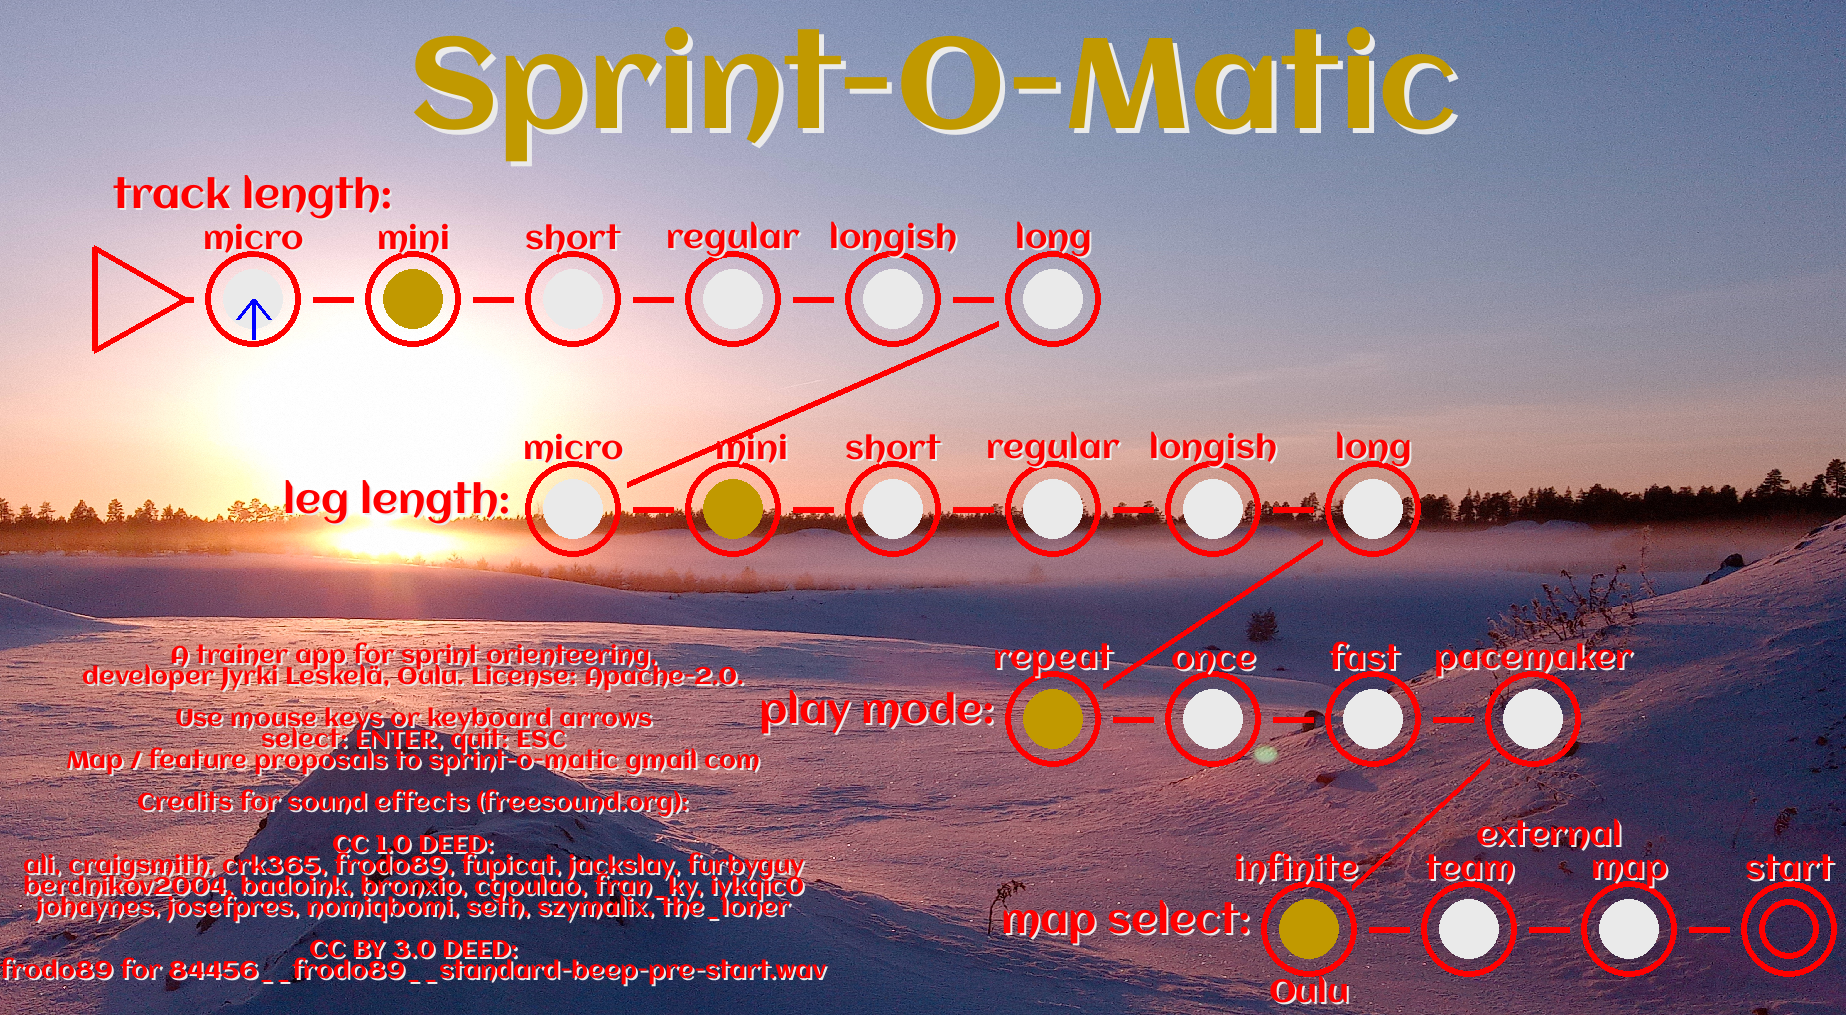 Sprint-O-Matic
track length:
micro mini short regular longish long
micro mini short regular longish long
leg length:
repeat once fast pacemaker
play mode:
external
infinite team map start
map select:
Oulu
A trainer app for sprint orienteering,
developer Jyrki Leskelä, Oulu. License: Apache-2.0.
Use mouse keys or keyboard arrows
select: ENTER, quit: ESC
Map / feature proposals to sprint-o-matic gmail com
Credits for sound effects (freesound.org):
CC 1.0 DEED:
ali, craigsmith, crk365, frodo89, fupicat, jackslay, furbyguy
berdnikov2004, badoink, bronxio, cgoulao, fran_ky, iykqic0
johaynes, josefpres, nomiqbomi, seth, szymalix, the_loner
CC BY 3.0 DEED:
frodo89 for 84456__frodo89__standard-beep-pre-start.wav